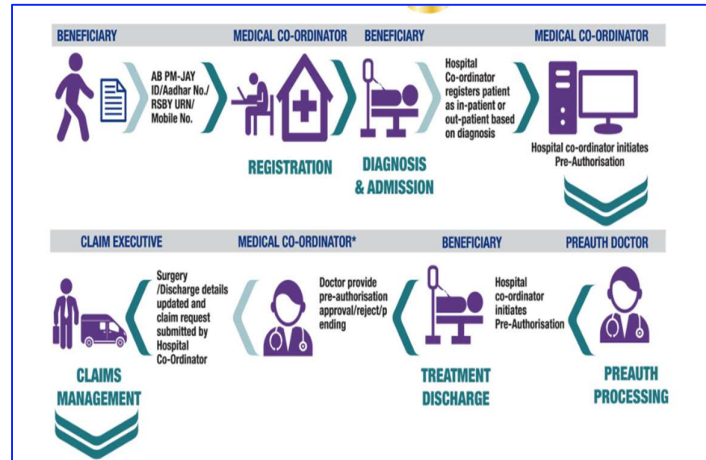 BENEFICIARY
MEDICAL CO-ORDINATOR
BENEFICIARY
MEDICAL CO-ORDINATOR
AB PM-JAY
ID/Aadhar No./
RSBY URN/
Mobile No.
Hospital
Co-ordinator
registers patient
as in-patient or
out-patient based
on diagnosis
Hospital co-ordinator initiates
Pre-Authorisation
REGISTRATION
DIAGNOSIS
& ADMISSION
CLAIM EXECUTIVE
MEDICAL CO-ORDINATOR*
BENEFICIARY
PREAUTH DOCTOR
Surgery
/Discharge details
updated and
claim request
submitted by
Hospital
Co-Ordinator
Doctor provide
pre-authorisation
approval/reject/p
ending
Hospital
co-ordinator
initiates
Pre-Authorisation
CLAIMS
MANAGEMENT
TREATMENT
DISCHARGE
PREAUTH
PROCESSING